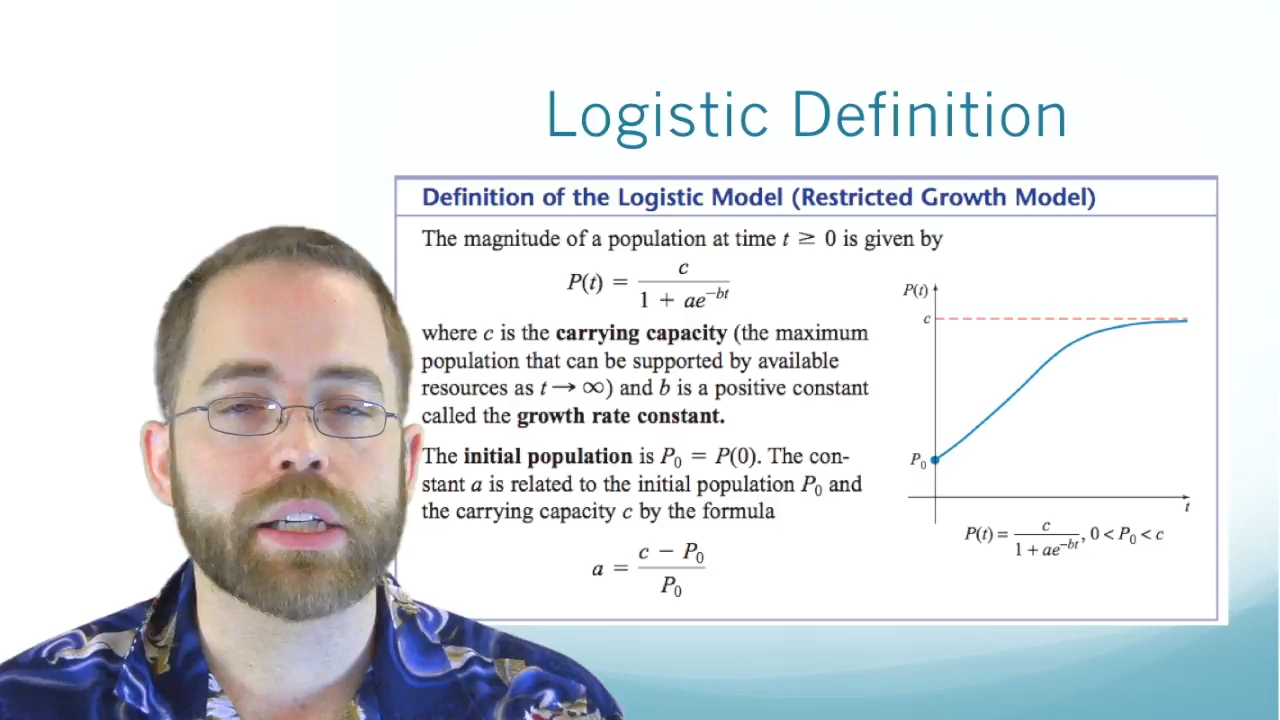 Logistic Definition
Definition of the Logistic Model (Restricted Growth Model)
The magnitude of a population at time t ≥ 0 is given by
P(t) = c / (1 + ae^{−bt})
where c is the carrying capacity (the maximum
population that can be supported by available
resources as t → ∞) and b is a positive constant
called the growth rate constant.
The initial population is P₀ = P(0). The con-
stant a is related to the initial population P₀ and
the carrying capacity c by the formula
a = (c − P₀) / P₀
P(t)
c
P₀
t
P(t) = c / (1 + ae^{−bt}), 0 < P₀ < c